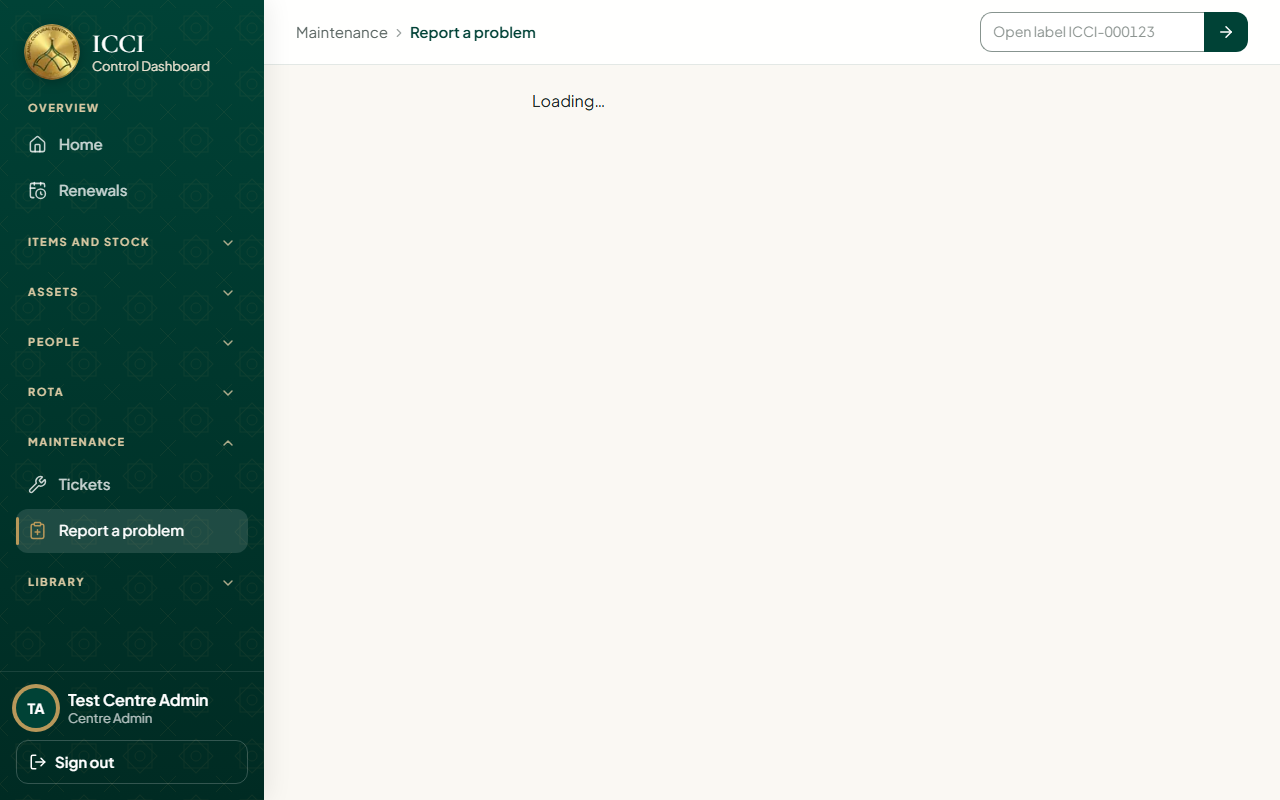 ICCI
Control Dashboard
OVERVIEW
Home
Renewals
ITEMS AND STOCK
ASSETS
PEOPLE
ROTA
MAINTENANCE
Tickets
Report a problem
LIBRARY
TA
Test Centre Admin
Centre Admin
Sign out
Maintenance > Report a problem
Open label ICCI-000123
Loading…